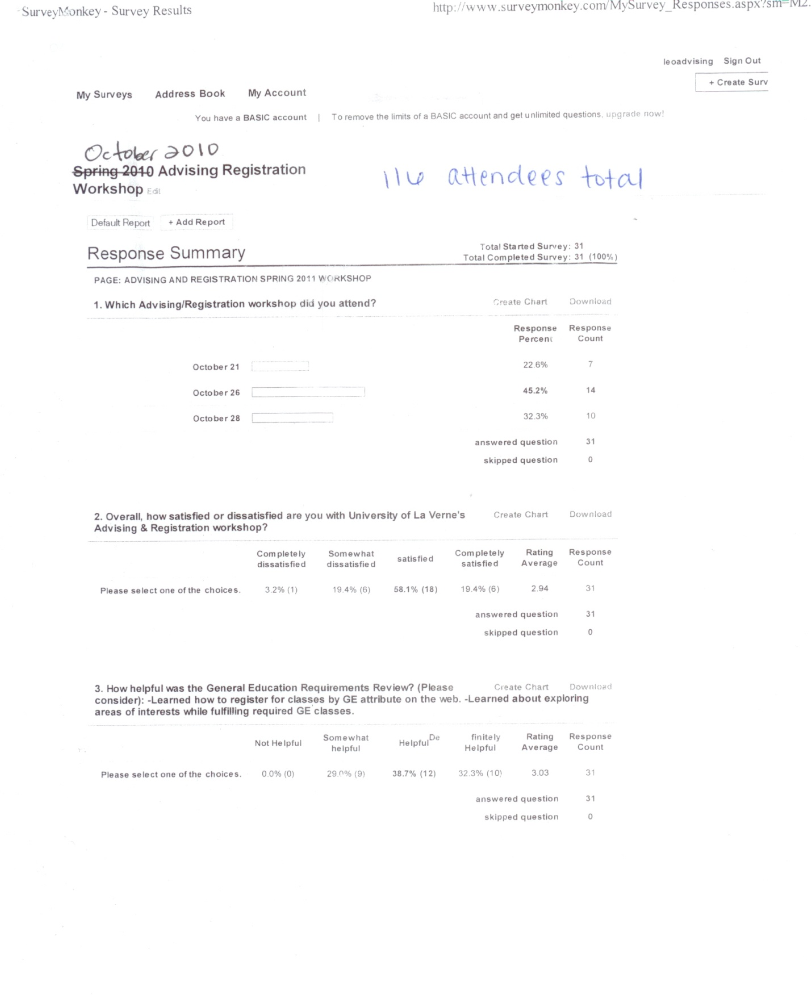 SurveyMonkey - Survey Results http://www.surveymonkey.com/MySurvey_Responses.aspx?sm=M2.
leoadvising Sign Out
+ Create Surv
My Surveys Address Book My Account
You have a BASIC account | To remove the limits of a BASIC account and get unlimited questions, upgrade now!
October 2010
Spring 2010 Advising Registration
Workshop Edit
116 attendees total
Default Report + Add Report
Response Summary
Total Started Survey: 31
Total Completed Survey: 31 (100%)
PAGE: ADVISING AND REGISTRATION SPRING 2011 WORKSHOP
1. Which Advising/Registration workshop did you attend? Create Chart Download
Response Response
Percent Count
October 21 22.6% 7
October 26 45.2% 14
October 28 32.3% 10
answered question 31
skipped question 0
2. Overall, how satisfied or dissatisfied are you with University of La Verne's Create Chart Download
Advising & Registration workshop?
Completely Somewhat satisfied Completely Rating Response
dissatisfied dissatisfied satisfied Average Count
Please select one of the choices. 3.2% (1) 19.4% (6) 58.1% (18) 19.4% (6) 2.94 31
answered question 31
skipped question 0
3. How helpful was the General Education Requirements Review? (Please Create Chart Download
consider): -Learned how to register for classes by GE attribute on the web. -Learned about exploring
areas of interests while fulfilling required GE classes.
Not Helpful Somewhat Helpful De finitely Rating Response
helpful Helpful Average Count
Please select one of the choices. 0.0% (0) 29.0% (9) 38.7% (12) 32.3% (10) 3.03 31
answered question 31
skipped question 0